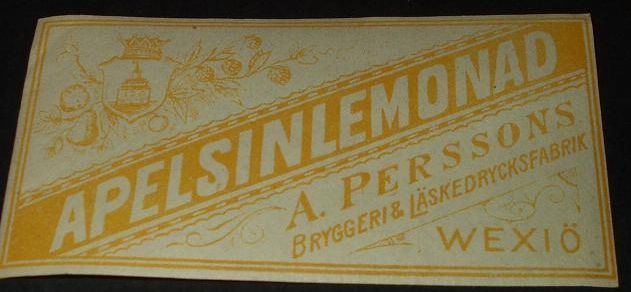 APELSINLEMONAD
A. PERSSONS
BRYGGERI & LÄSKEDRYCKSFABRIK
WEXIÖ